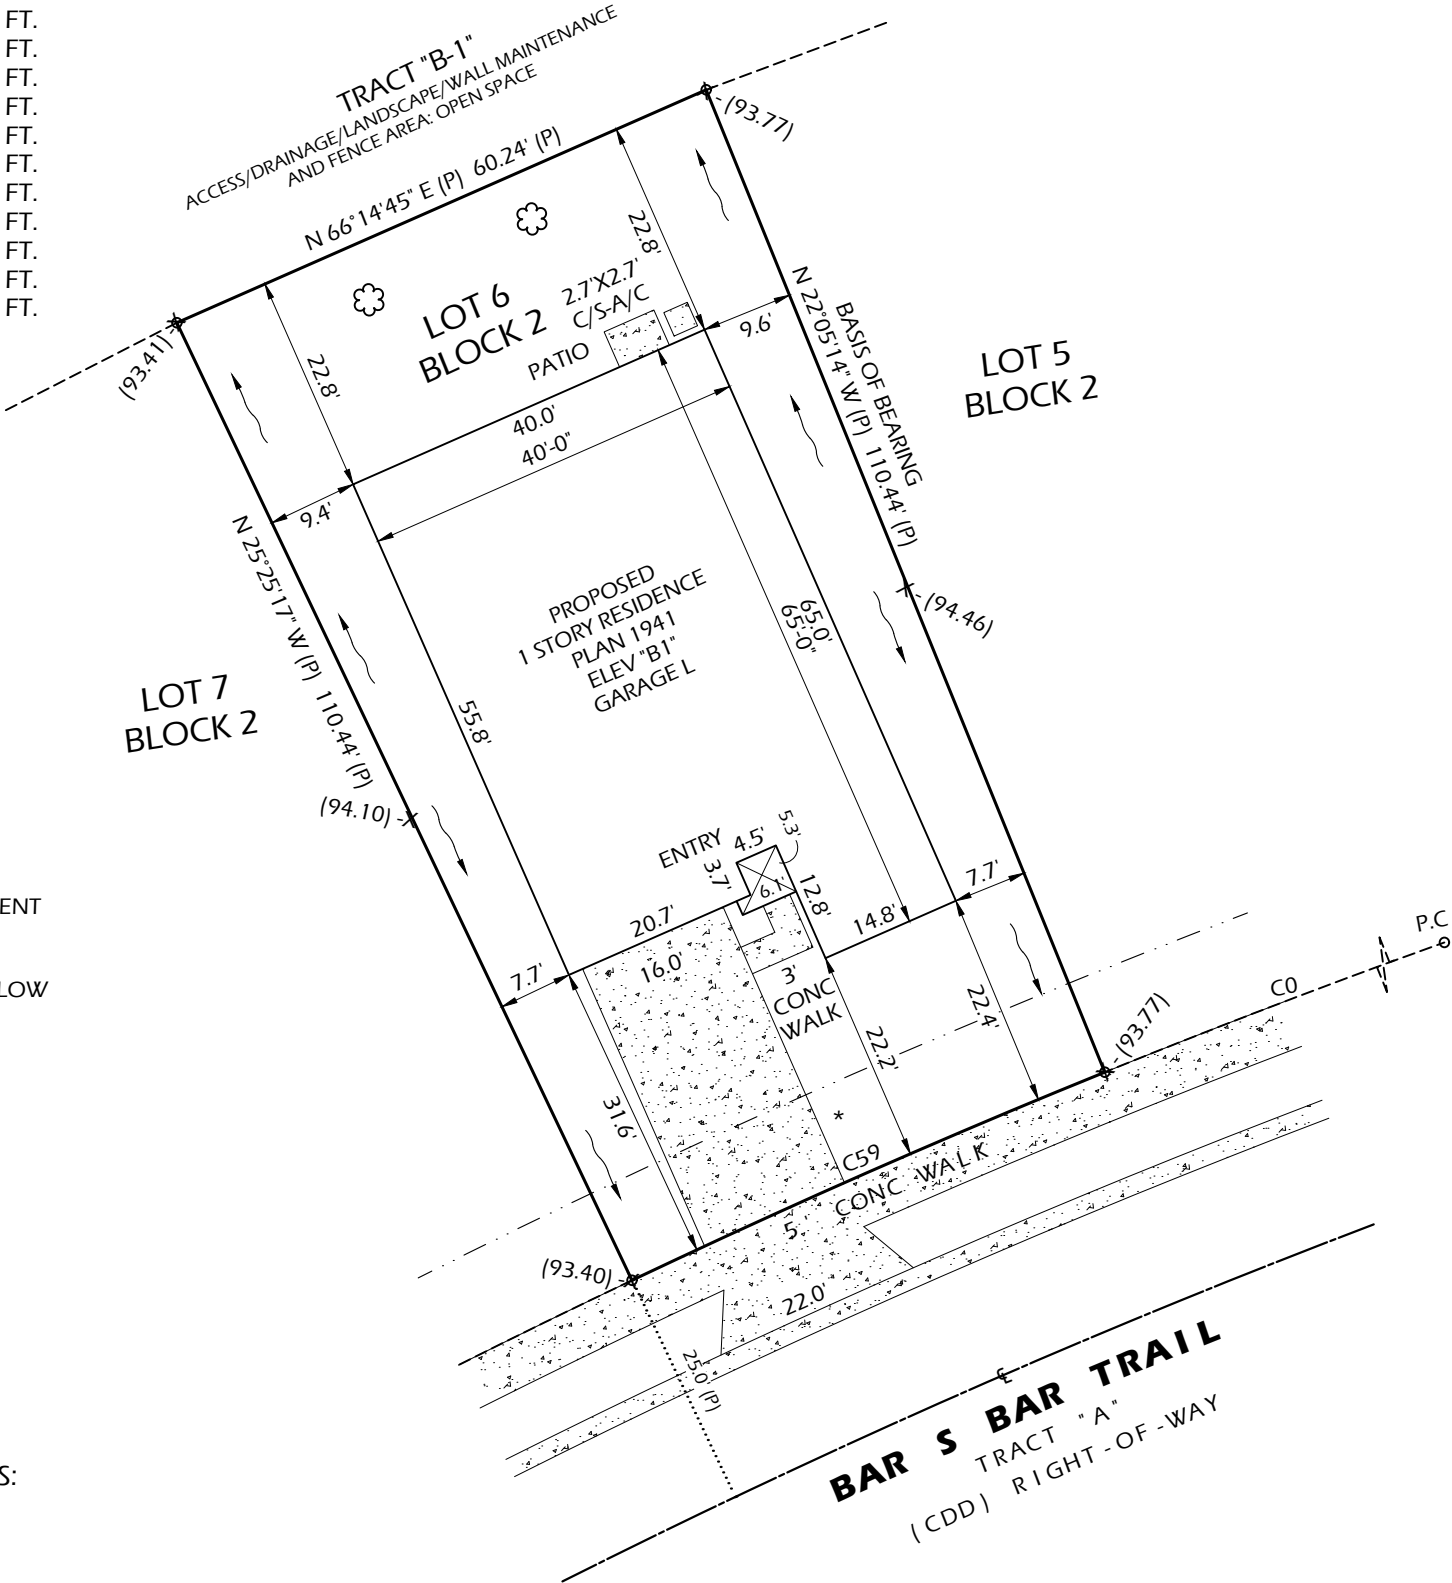 FT.
FT.
FT.
FT.
FT.
FT.
FT.
FT.
FT.
FT.
FT.
TRACT "B-1"
ACCESS/DRAINAGE/LANDSCAPE/WALL MAINTENANCE
AND FENCE AREA: OPEN SPACE
N 66°14'45" E (P) 60.24' (P)
(93.77)
(93.41)
22.8'
22.8'
LOT 6
BLOCK 2
2.7'X2.7'
C/S-A/C
PATIO
9.6'
BASIS OF BEARING
N 22°05'14" W (P) 110.44' (P)
LOT 5
BLOCK 2
40.0'
40'-0"
9.4'
N 25°25'17" W (P) 110.44' (P)
PROPOSED
1 STORY RESIDENCE
PLAN 1941
ELEV "B1"
GARAGE L
65.0'
65'-0"
(94.46)
LOT 7
BLOCK 2
55.8'
(94.10) -X
ENTRY
4.5'
5.3'
3.7'
6.1'
12.8'
7.7'
14.8'
20.7'
16.0'
7.7'
3'
CONC
WALK
22.2'
22.4'
31.6'
*
C59
5' CONC WALK
(93.77)
C0
P.C
(93.40)
22.0'
25.0' (P)
ENT
LOW
S:
℄
BAR S BAR TRAIL
TRACT "A"
(CDD) RIGHT-OF-WAY